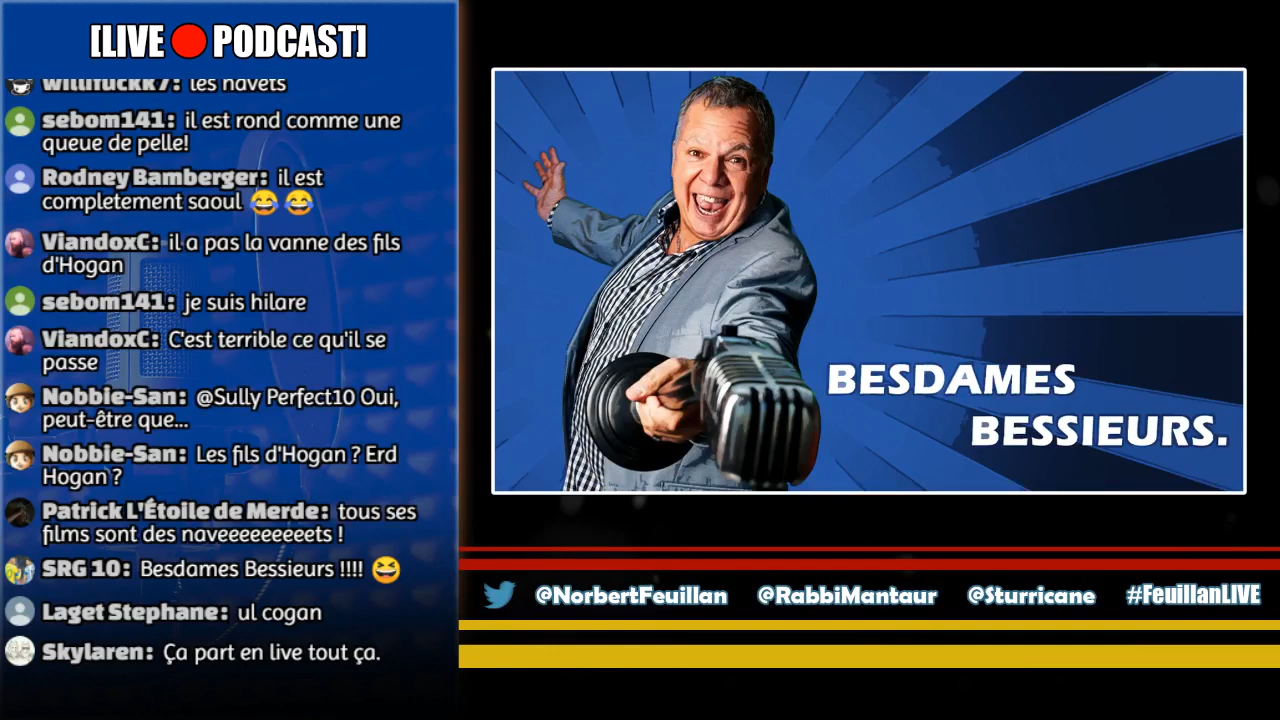 [LIVE PODCAST]
willifuckk7: les navets
sebom141: il est rond comme une
queue de pelle!
Rodney Bamberger: il est
completement saoul 😂 😂
ViandoxC: il a pas la vanne des fils
d'Hogan
sebom141: je suis hilare
ViandoxC: C'est terrible ce qu'il se
passe
Nobbie-San: @Sully Perfect10 Oui,
peut-être que...
Nobbie-San: Les fils d'Hogan ? Erd
Hogan ?
Patrick L'Étoile de Merde: tous ses
films sont des naveeeeeeeeets !
SRG 10: Besdames Bessieurs !!!! 😆
Laget Stephane: ul cogan
Skylaren: Ça part en live tout ça.
BESDAMES
BESSIEURS.
@NorbertFeuillan @RabbiMantaur @Sturricane #FeuillanLIVE